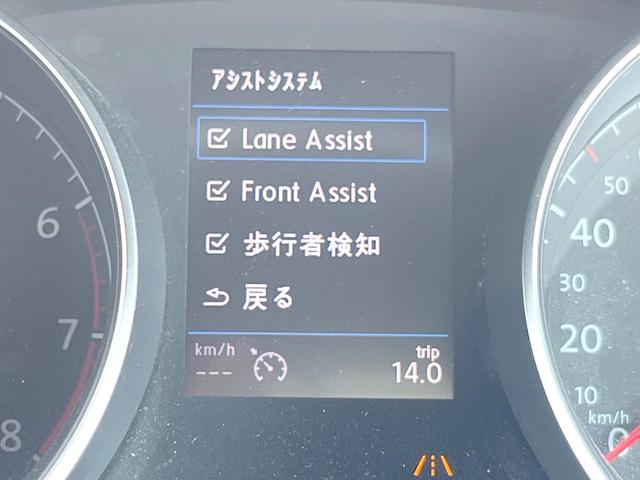 ｱｼｽﾄｼｽﾃﾑ
Lane Assist
Front Assist
歩行者検知
戻る
km/h
---
trip
14.0
6
7
8
50
40
30
20
10
km/h
0